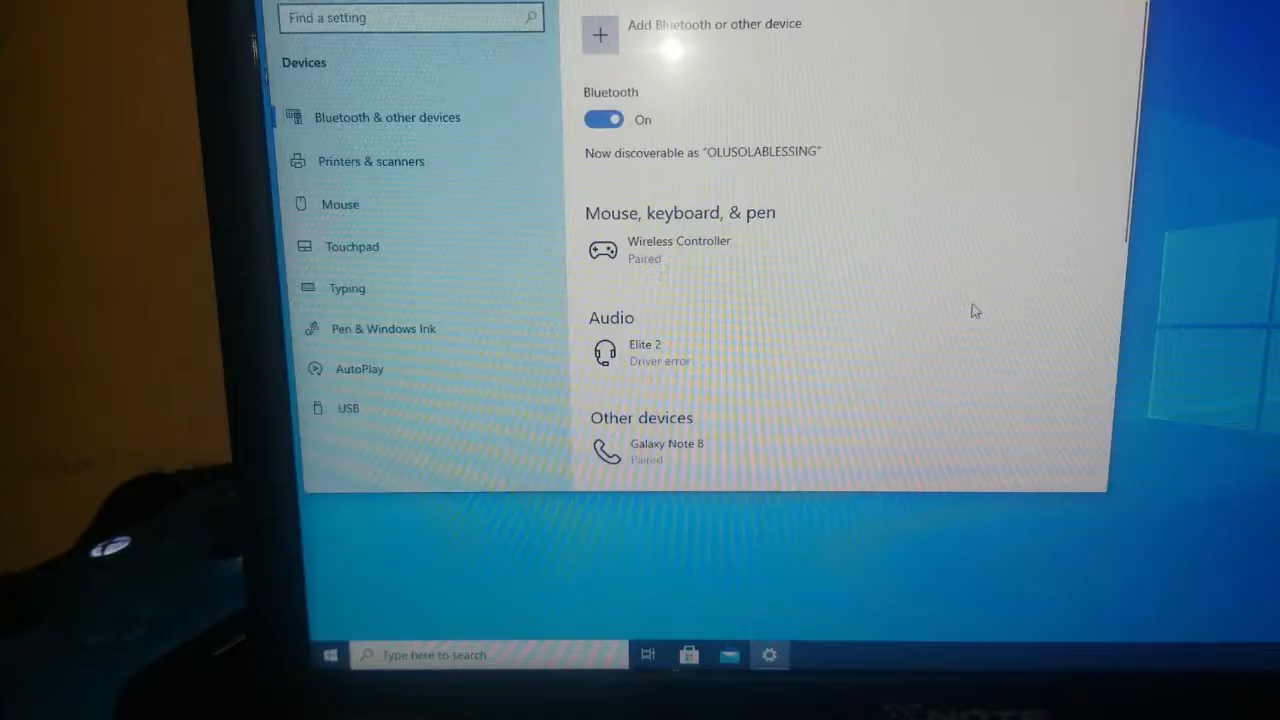 Find a setting
Devices
Bluetooth & other devices
Printers & scanners
Mouse
Touchpad
Typing
Pen & Windows Ink
AutoPlay
USB
Add Bluetooth or other device
Bluetooth
On
Now discoverable as "OLUSOLABLESSING"
Mouse, keyboard, & pen
Wireless Controller
Paired
Audio
Elite 2
Driver error
Other devices
Galaxy Note 8
Paired
Type here to search